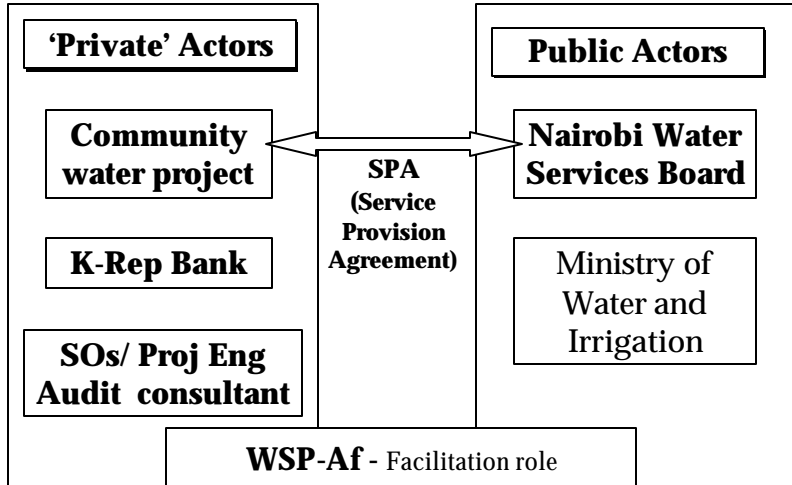 ‘Private’ Actors
Community
water project
K-Rep Bank
SOs/ Proj Eng
Audit consultant
SPA
(Service
Provision
Agreement)
Public Actors
Nairobi Water
Services Board
Ministry of
Water and
Irrigation
WSP-Af - Facilitation role